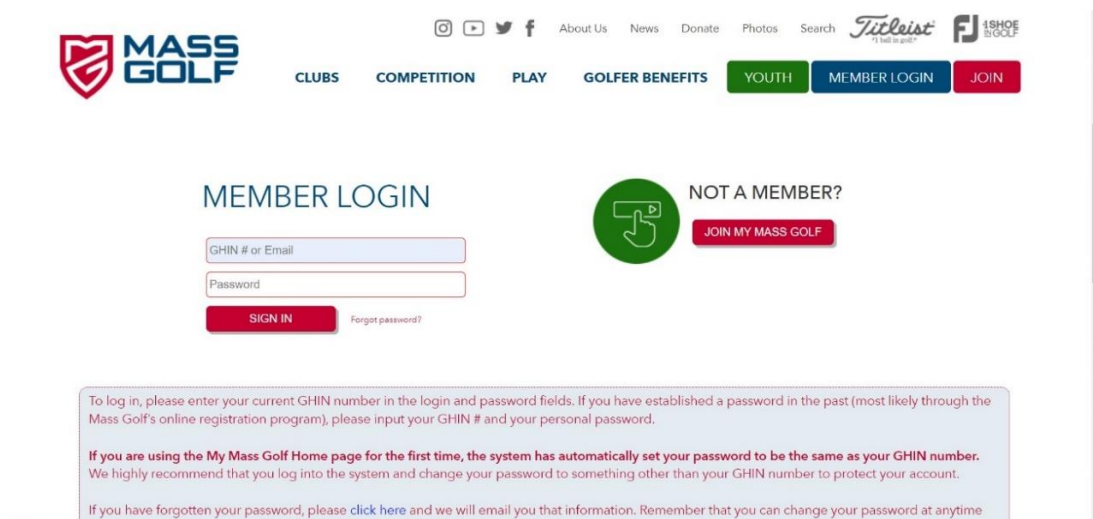 About Us News Donate Photos Search Titleist #1 ball in golf FJ #1 SHOE IN GOLF
MASS
GOLF
CLUBS COMPETITION PLAY GOLFER BENEFITS YOUTH MEMBER LOGIN JOIN
MEMBER LOGIN
GHIN # or Email
Password
SIGN IN Forgot password?
NOT A MEMBER?
JOIN MY MASS GOLF
To log in, please enter your current GHIN number in the login and password fields. If you have established a password in the past (most likely through the
Mass Golf's online registration program), please input your GHIN # and your personal password.
If you are using the My Mass Golf Home page for the first time, the system has automatically set your password to be the same as your GHIN number.
We highly recommend that you log into the system and change your password to something other than your GHIN number to protect your account.
If you have forgotten your password, please click here and we will email you that information. Remember that you can change your password at anytime